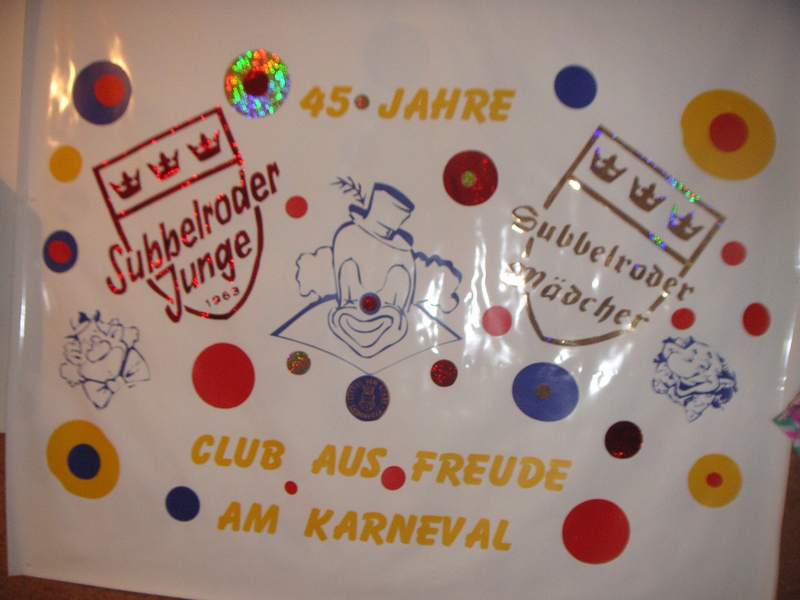 45 JAHRE
Subbelroder
Junge
1963
Subbelroder
Mädcher
CLUB AUS FREUDE
AM KARNEVAL